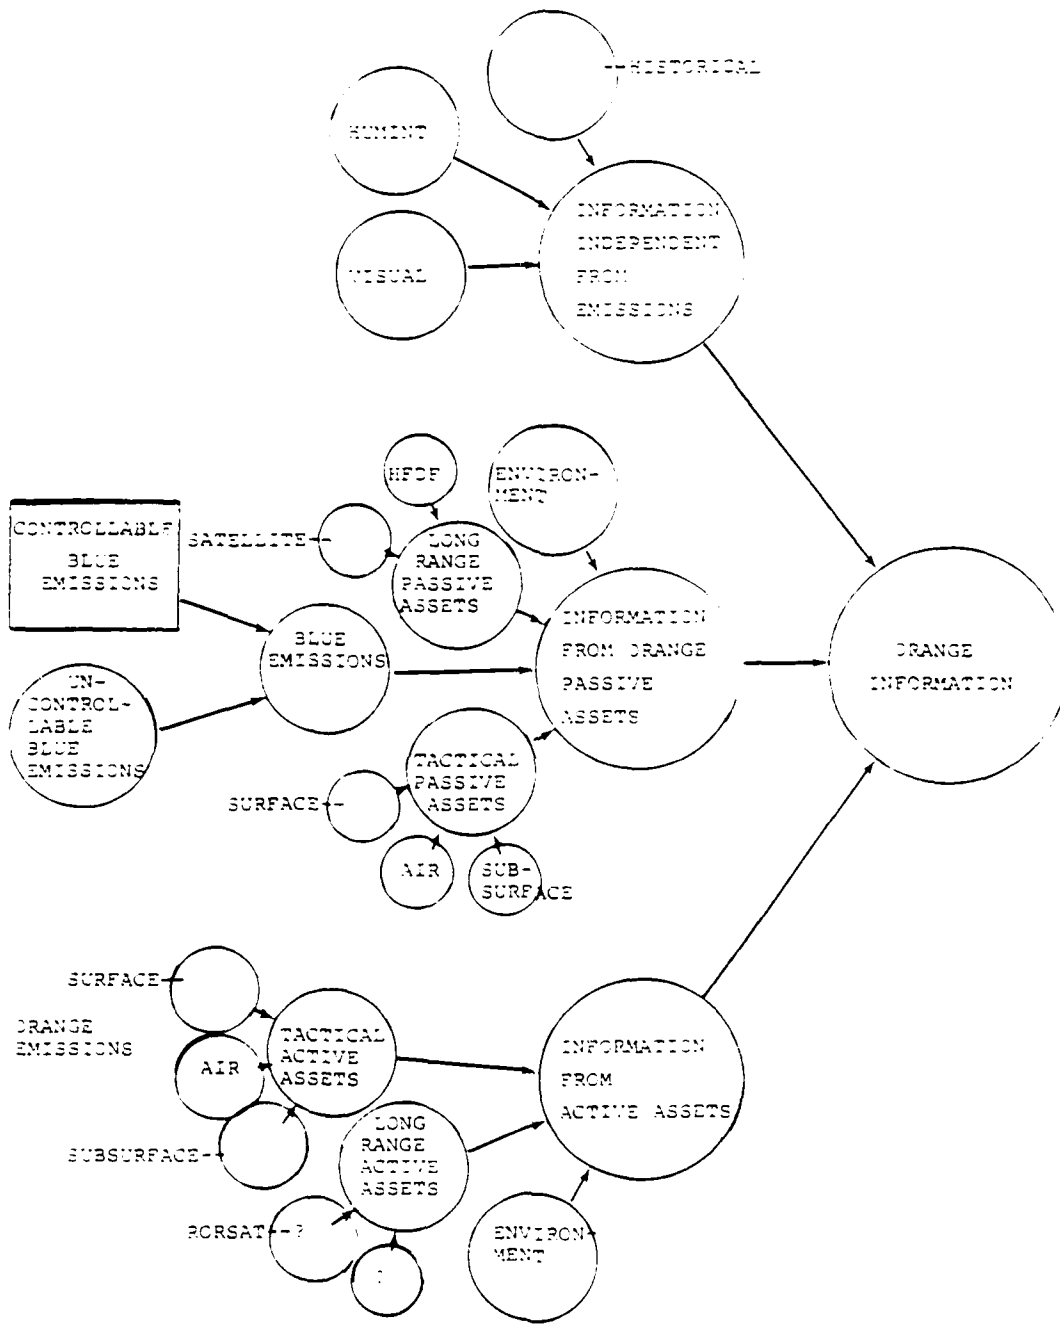 HISTORICAL
HUMINT
INFORMATION
INDEPENDENT
FROM
EMISSIONS
VISUAL
HFDF
ENVIRON-
MENT
CONTROLLABLE
BLUE
EMISSIONS
SATELLITE
LONG
RANGE
PASSIVE
ASSETS
INFORMATION
FROM ORANGE
PASSIVE
ASSETS
BLUE
EMISSIONS
ORANGE
INFORMATION
UN-
CONTROL-
LABLE
BLUE
EMISSIONS
TACTICAL
PASSIVE
ASSETS
SURFACE
AIR
SUB-
SURFACE
SURFACE
ORANGE
EMISSIONS
AIR
TACTICAL
ACTIVE
ASSETS
INFORMATION
FROM
ACTIVE ASSETS
SUBSURFACE
LONG
RANGE
ACTIVE
ASSETS
RORSAT--?
?
ENVIRON-
MENT